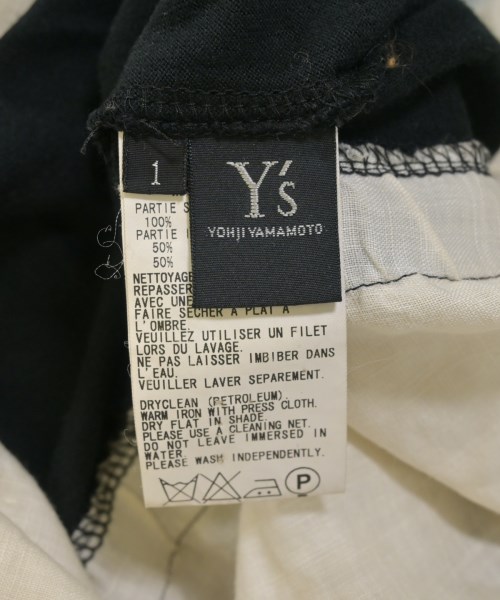 1
Y's
YOHJI YAMAMOTO
PARTIE S
100%
PARTIE I
50%
50%
NETTOYAGE
REPASSER
AVEC UNE
FAIRE SÉCHER À PLAT À
L'OMBRE.
VEUILLEZ UTILISER UN FILET
LORS DU LAVAGE.
NE PAS LAISSER IMBIBER DANS
L'EAU.
VEUILLER LAVER SEPAREMENT.
DRYCLEAN (PETROLEUM).
WARM IRON WITH PRESS CLOTH.
DRY FLAT IN SHADE.
PLEASE USE A CLEANING NET.
DO NOT LEAVE IMMERSED IN
WATER.
PLEASE WASH INDEPENDENTLY.
P